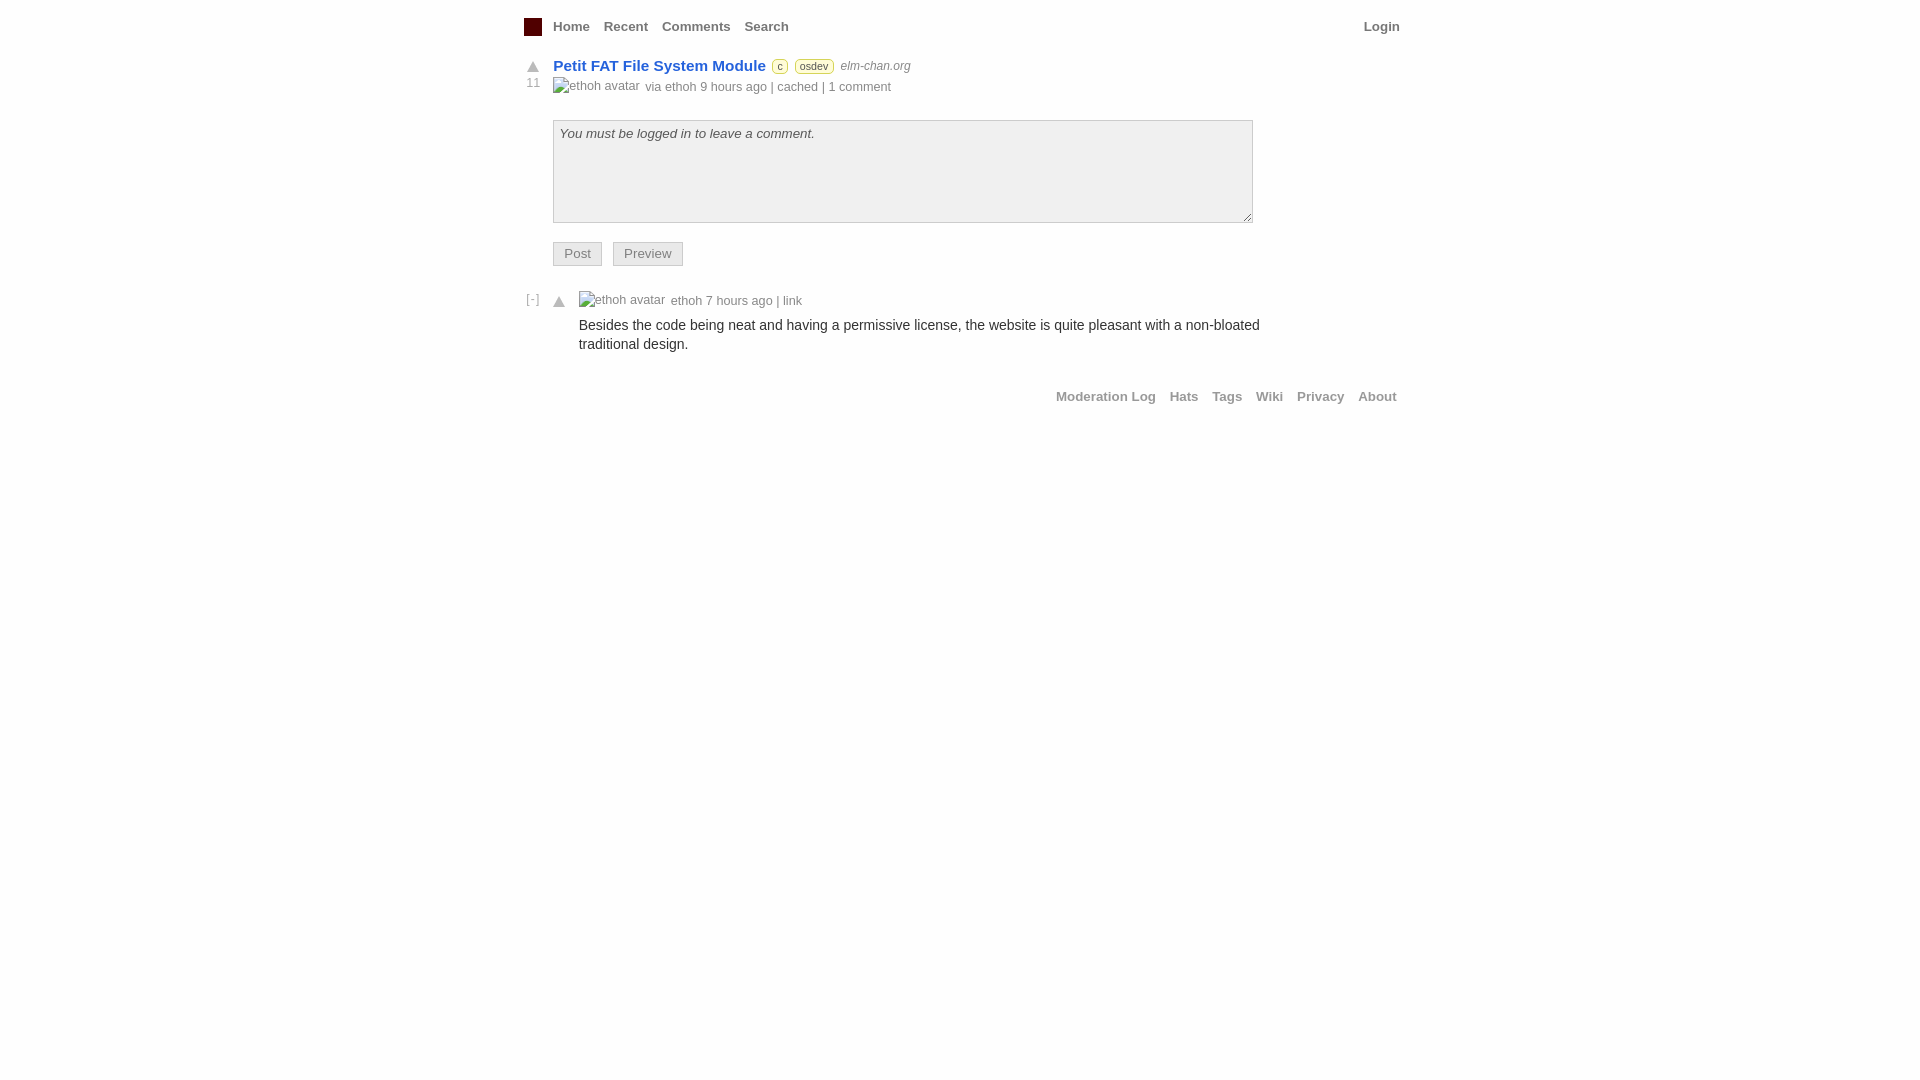 Home Recent Comments Search Login
Petit FAT File System Module c osdev elm-chan.org
11
ethoh avatar via ethoh 9 hours ago | cached | 1 comment
You must be logged in to leave a comment.
Post Preview
[-] ethoh avatar ethoh 7 hours ago | link
Besides the code being neat and having a permissive license, the website is quite pleasant with a non-bloated
traditional design.
Moderation Log Hats Tags Wiki Privacy About